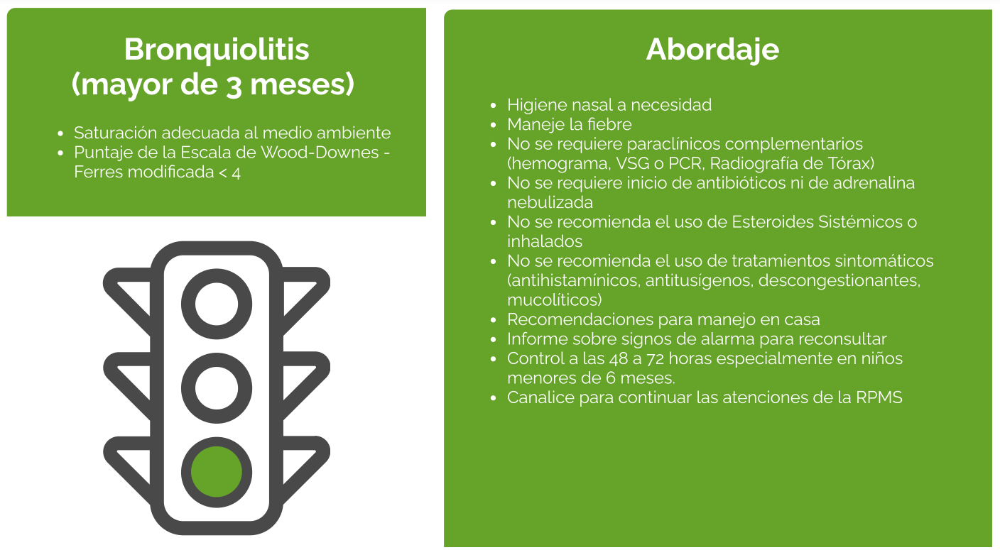 Bronquiolitis
(mayor de 3 meses)
• Saturación adecuada al medio ambiente
• Puntaje de la Escala de Wood-Downes -
Ferres modificada < 4
Abordaje
• Higiene nasal a necesidad
• Maneje la fiebre
• No se requiere paraclínicos complementarios
(hemograma, VSG o PCR, Radiografía de Tórax)
• No se requiere inicio de antibióticos ni de adrenalina
nebulizada
• No se recomienda el uso de Esteroides Sistémicos o
inhalados
• No se recomienda el uso de tratamientos sintomáticos
(antihistamínicos, antitusígenos, descongestionantes,
mucolíticos)
• Recomendaciones para manejo en casa
• Informe sobre signos de alarma para reconsultar
• Control a las 48 a 72 horas especialmente en niños
menores de 6 meses.
• Canalice para continuar las atenciones de la RPMS